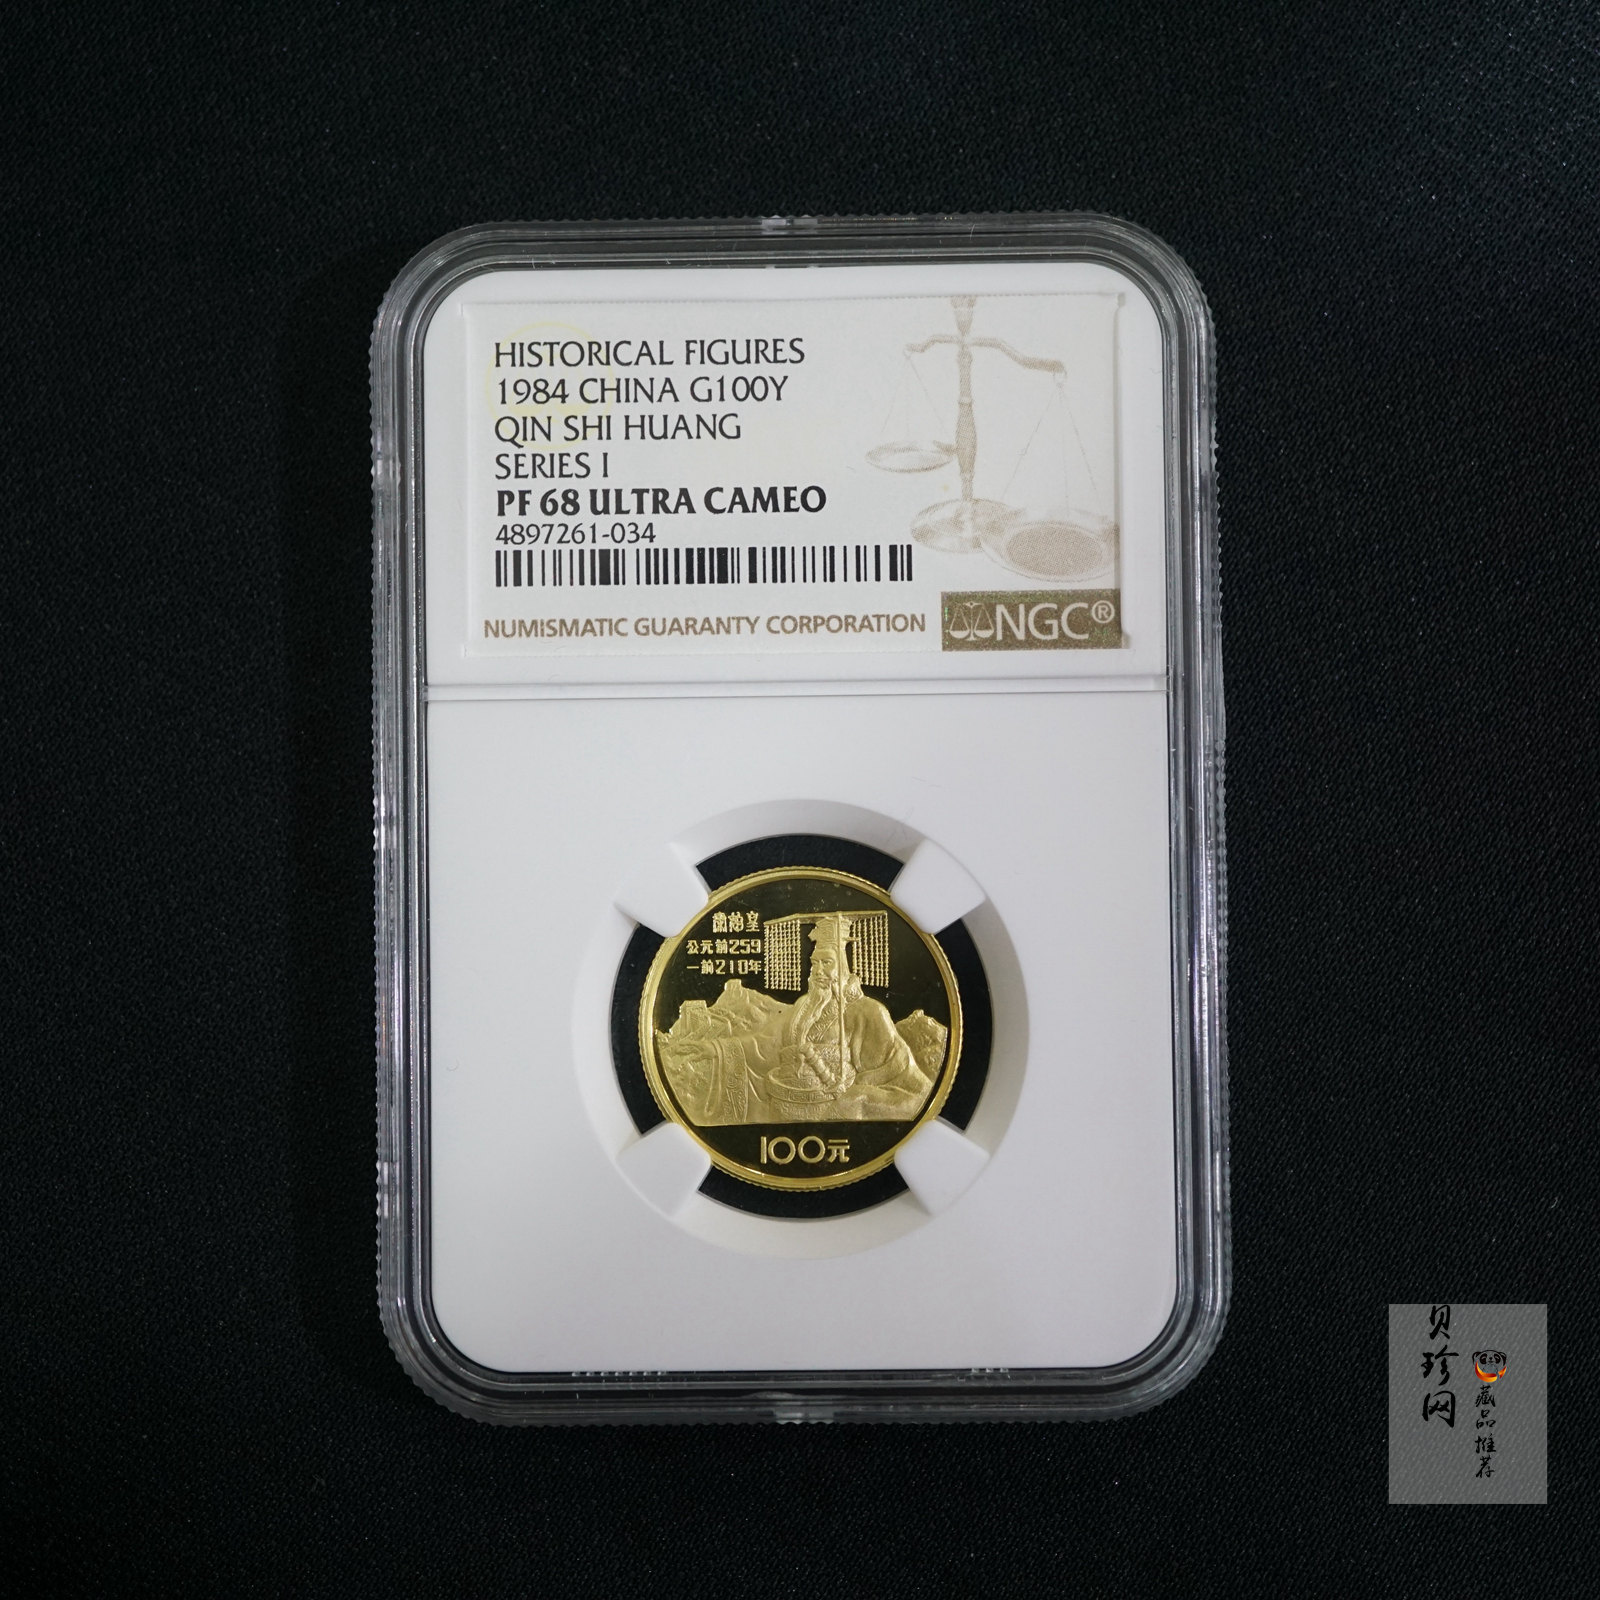 HISTORICAL FIGURES
1984 CHINA G100Y
QIN SHI HUANG
SERIES I
PF 68 ULTRA CAMEO
4897261-034
NUMISMATIC GUARANTY CORPORATION
NGC®
始皇
公元前259
一前210年
100元
贝珍网
藏品推荐